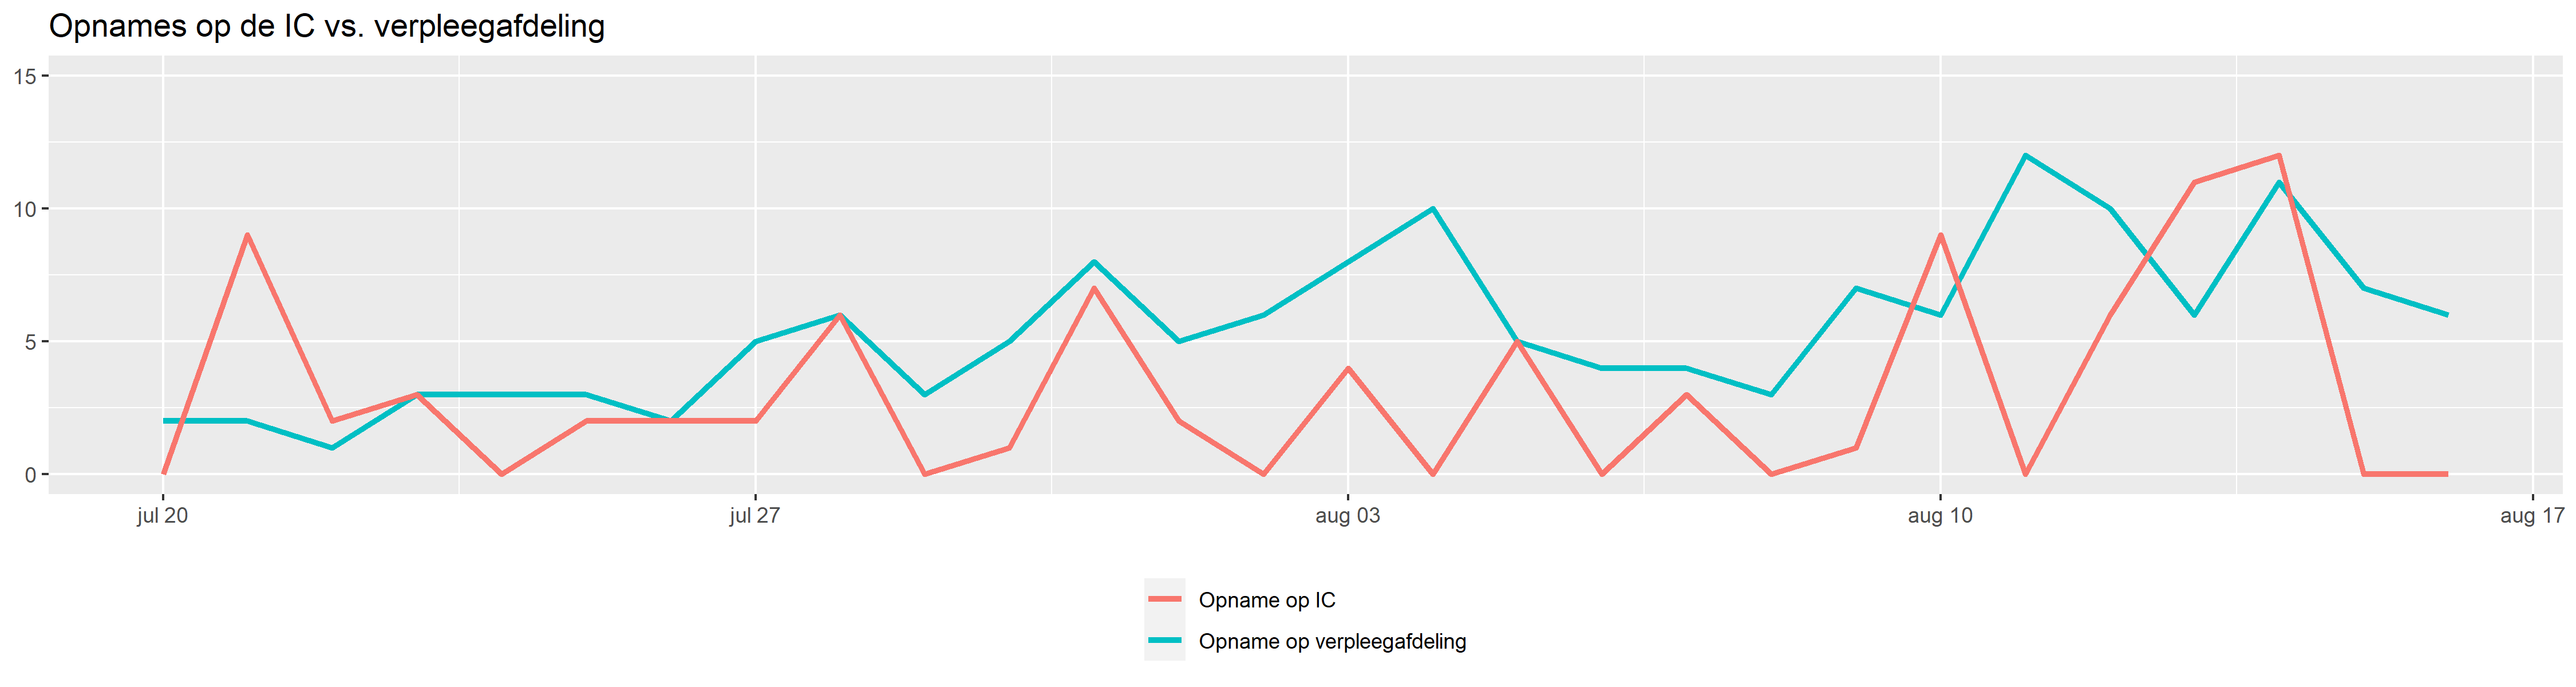 Opnames op de IC vs. verpleegafdeling
15
10
5
0
jul 20 jul 27 aug 03 aug 10 aug 17
Opname op IC
Opname op verpleegafdeling